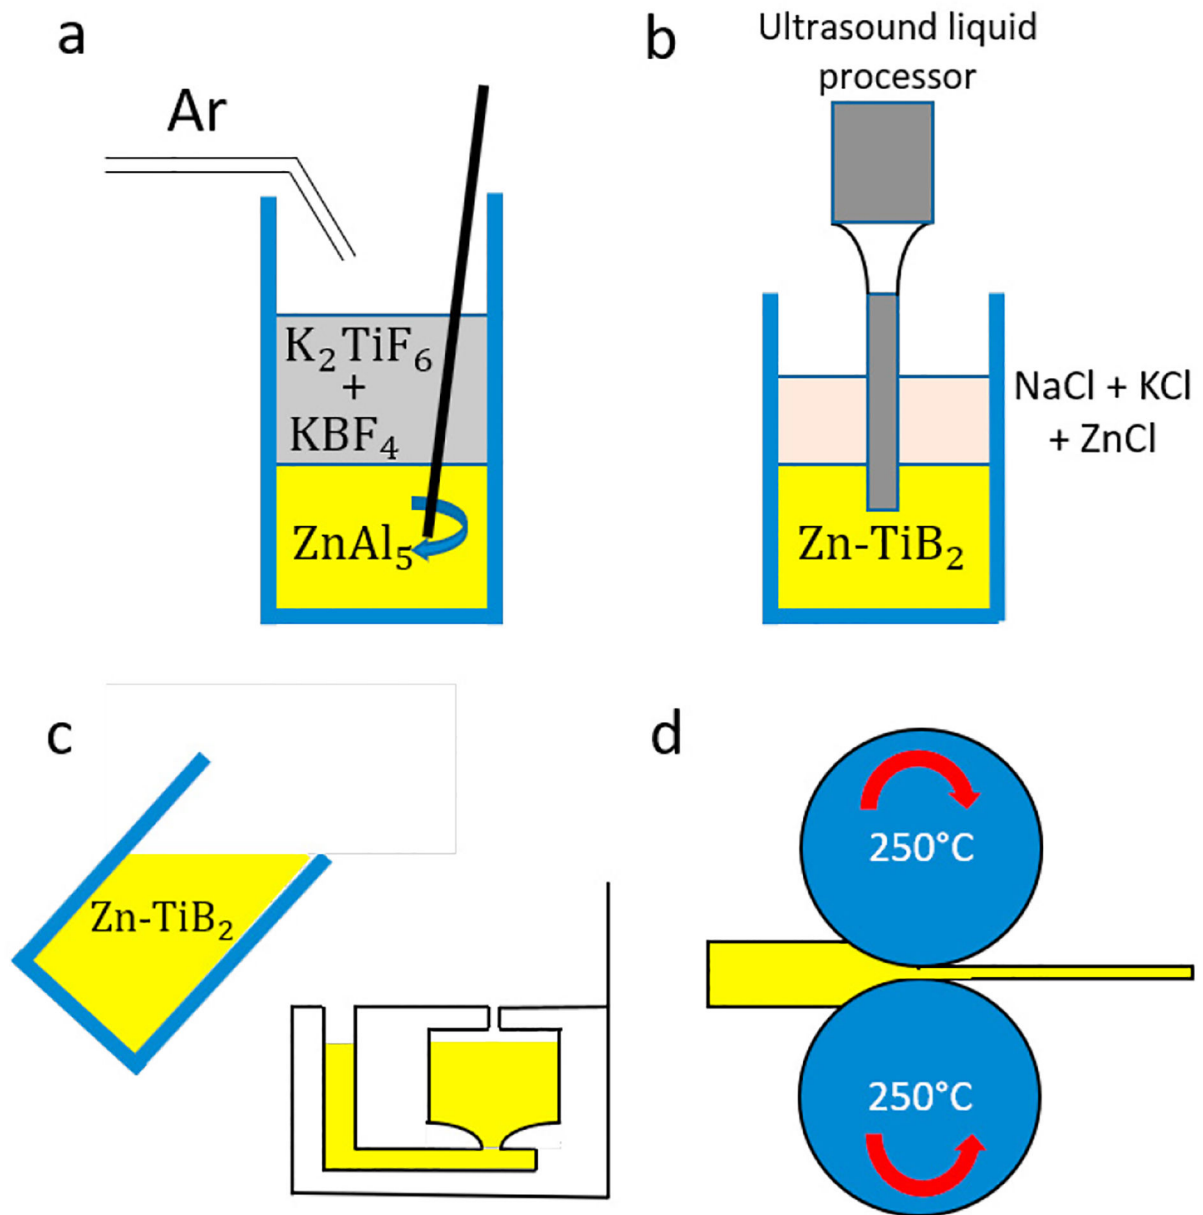 a
Ar
K₂TiF₆
+
KBF₄
ZnAl₅
b
Ultrasound liquid
processor
NaCl + KCl
+ ZnCl
Zn-TiB₂
c
Zn-TiB₂
d
250°C
250°C